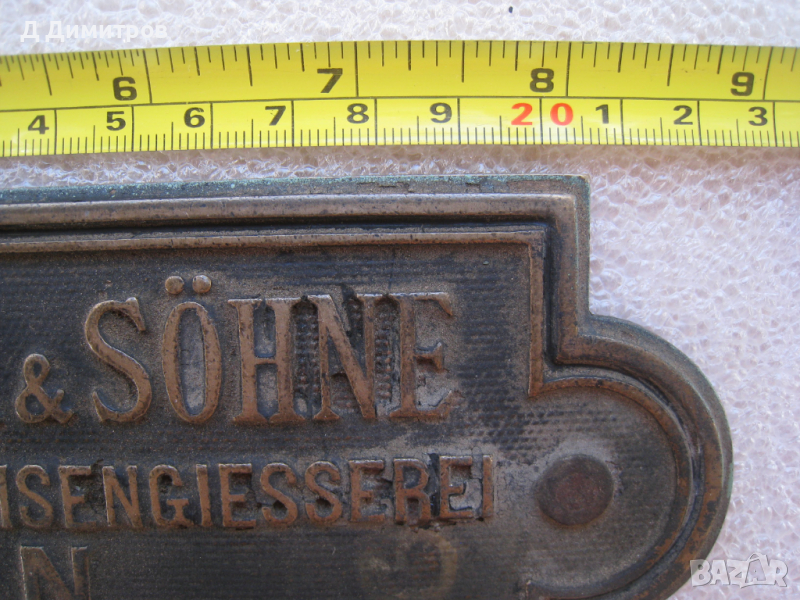 Д Димитров
6 7 8 9
4 5 6 7 8 9 20 1 2 3
& SÖHNE
ISENGIESSEREI
N
BAZAR